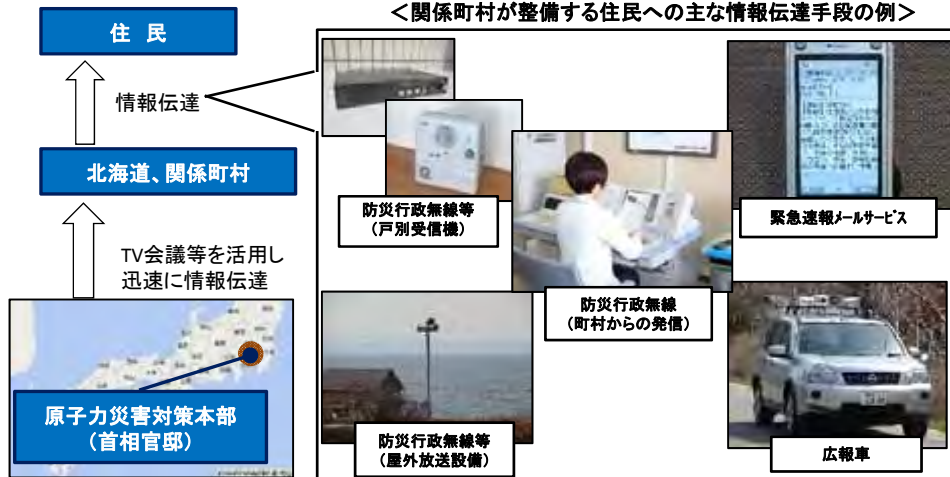 ＜関係町村が整備する住民への主な情報伝達手段の例＞
住 民
情報伝達
北海道、関係町村
TV会議等を活用し
迅速に情報伝達
原子力災害対策本部
（首相官邸）
防災行政無線等
（戸別受信機）
防災行政無線
（町村からの発信）
緊急速報メールサービス
防災行政無線等
（屋外放送設備）
広報車